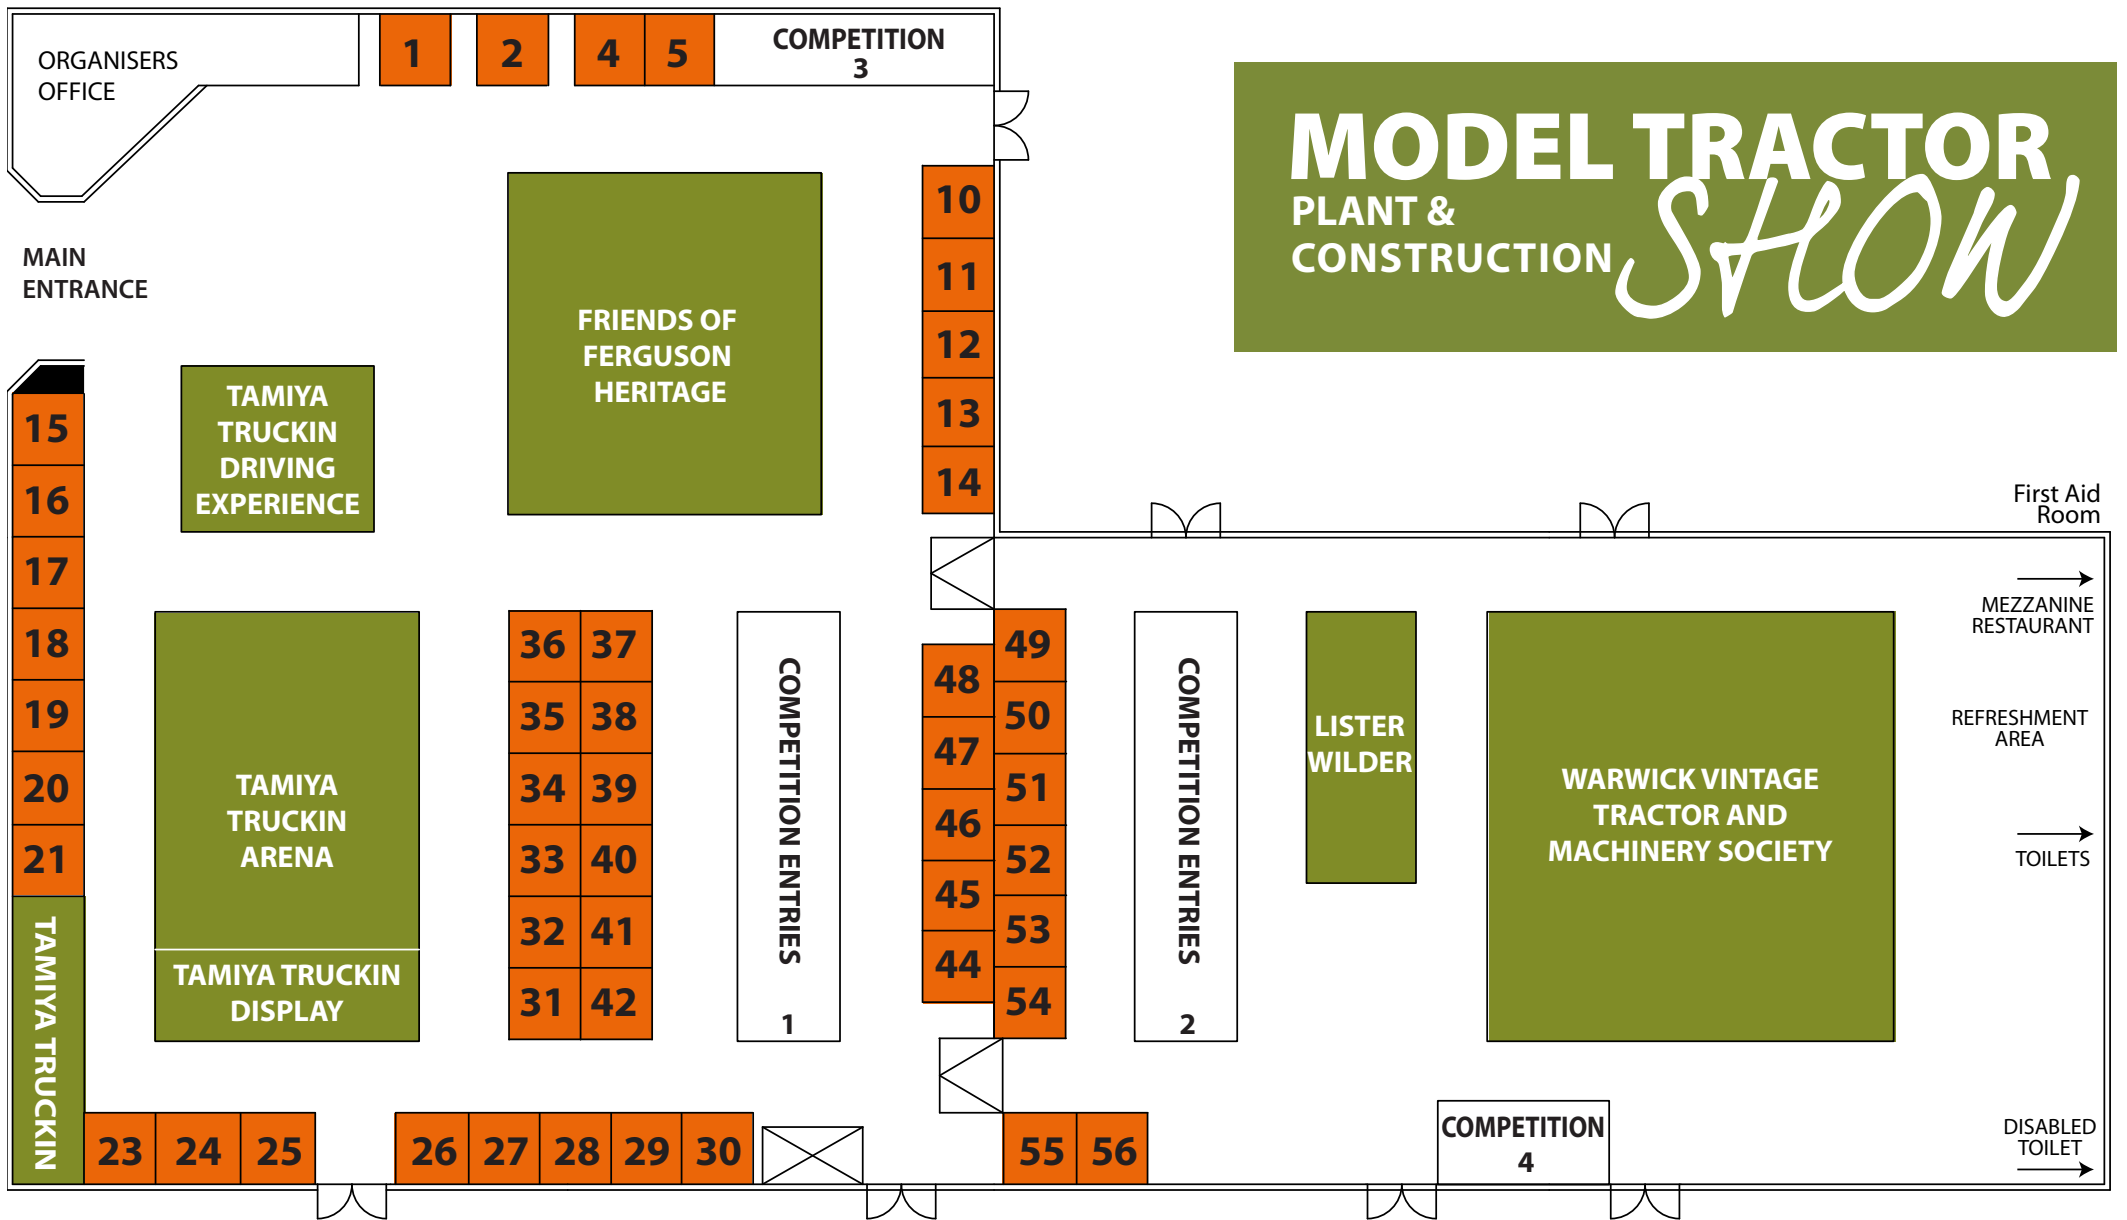 ORGANISERS
OFFICE
1
2
4
5
COMPETITION
3
MODEL TRACTOR
PLANT &
CONSTRUCTION
SHOW
MAIN
ENTRANCE
FRIENDS OF
FERGUSON
HERITAGE
10
11
12
13
14
TAMIYA
TRUCKIN
DRIVING
EXPERIENCE
15
16
17
18
19
20
21
TAMIYA TRUCKIN
TAMIYA
TRUCKIN
ARENA
TAMIYA TRUCKIN
DISPLAY
36 37
35 38
34 39
33 40
32 41
31 42
COMPETITION ENTRIES
1
48
47
46
45
44
49
50
51
52
53
54
COMPETITION ENTRIES
2
LISTER
WILDER
WARWICK VINTAGE
TRACTOR AND
MACHINERY SOCIETY
First Aid
Room
MEZZANINE
RESTAURANT
REFRESHMENT
AREA
TOILETS
DISABLED
TOILET
23 24 25
26 27 28 29 30
55 56
COMPETITION
4